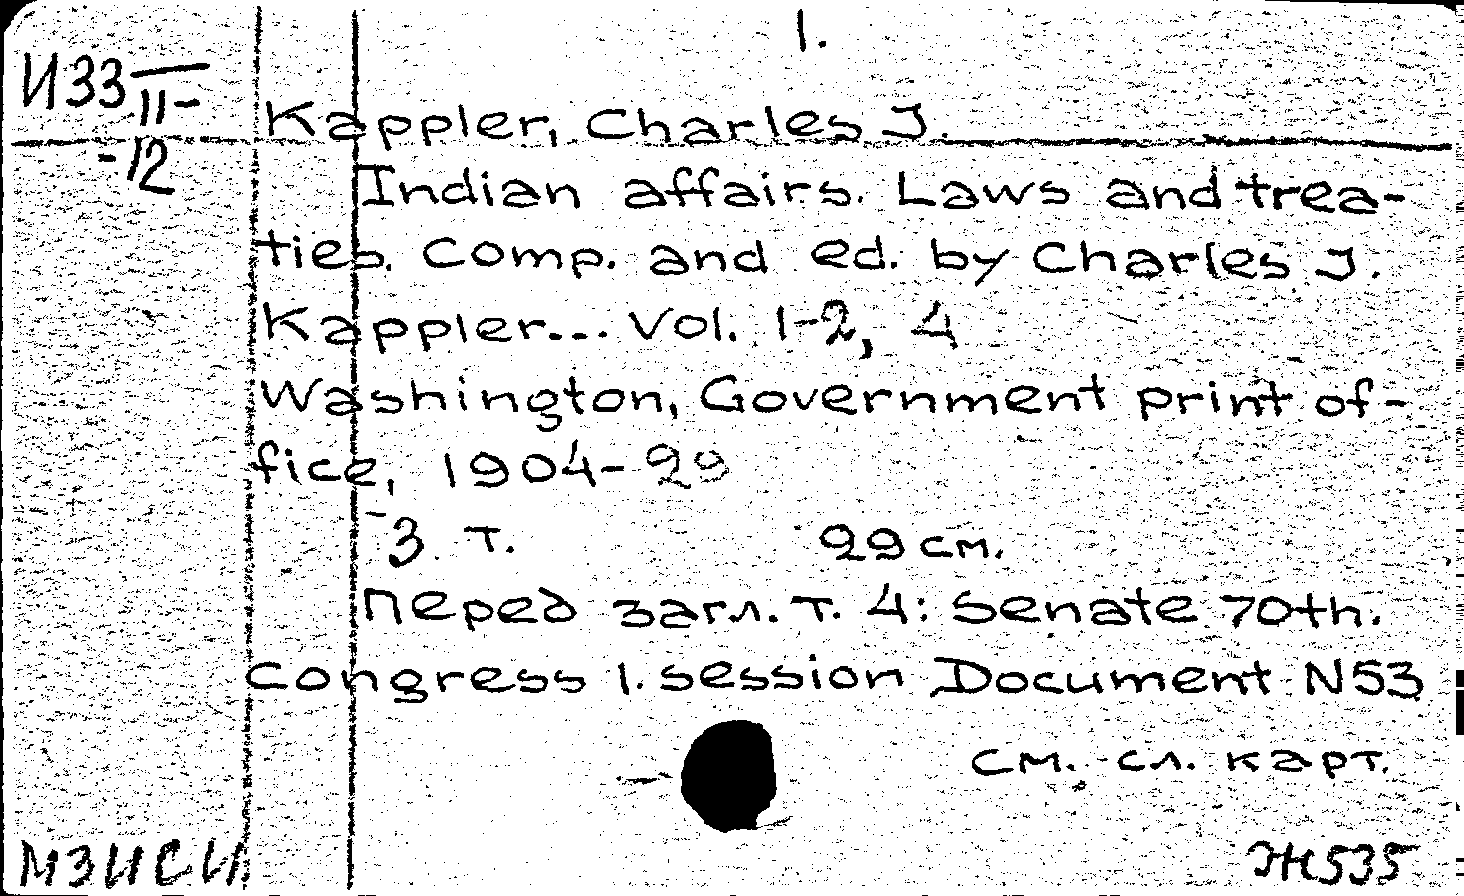 1.
И33 II-
-12
Kappler, Charles J.
Indian affairs. Laws and trea-
ties. Comp. and ed. by Charles J.
Kappler... Vol. 1-2, 4
Washington, Government print of-
fice, 1904-29
3 т. 29 см.
Перед загл. т. 4: Senate 70th.
Congress 1. session Document N53
см. сл. карт.
МЗИСИ Ж535